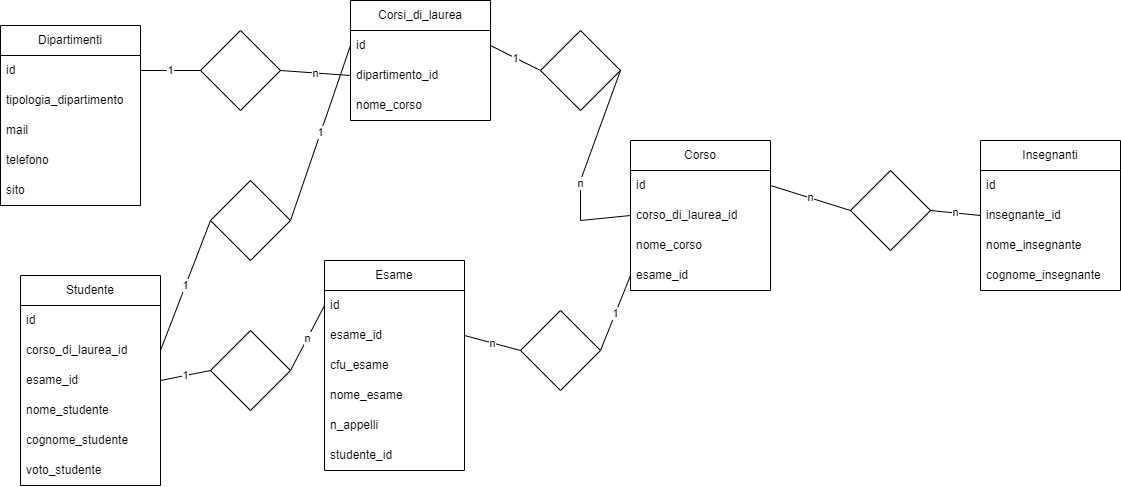 Dipartimenti
id
tipologia_dipartimento
mail
telefono
sito
1
n
Corsi_di_laurea
id
dipartimento_id
nome_corso
1
n
1
1
Corso
id
corso_di_laurea_id
nome_corso
esame_id
n
n
Insegnanti
id
insegnante_id
nome_insegnante
cognome_insegnante
Studente
id
corso_di_laurea_id
esame_id
nome_studente
cognome_studente
voto_studente
1
n
Esame
id
esame_id
cfu_esame
nome_esame
n_appelli
studente_id
n
1